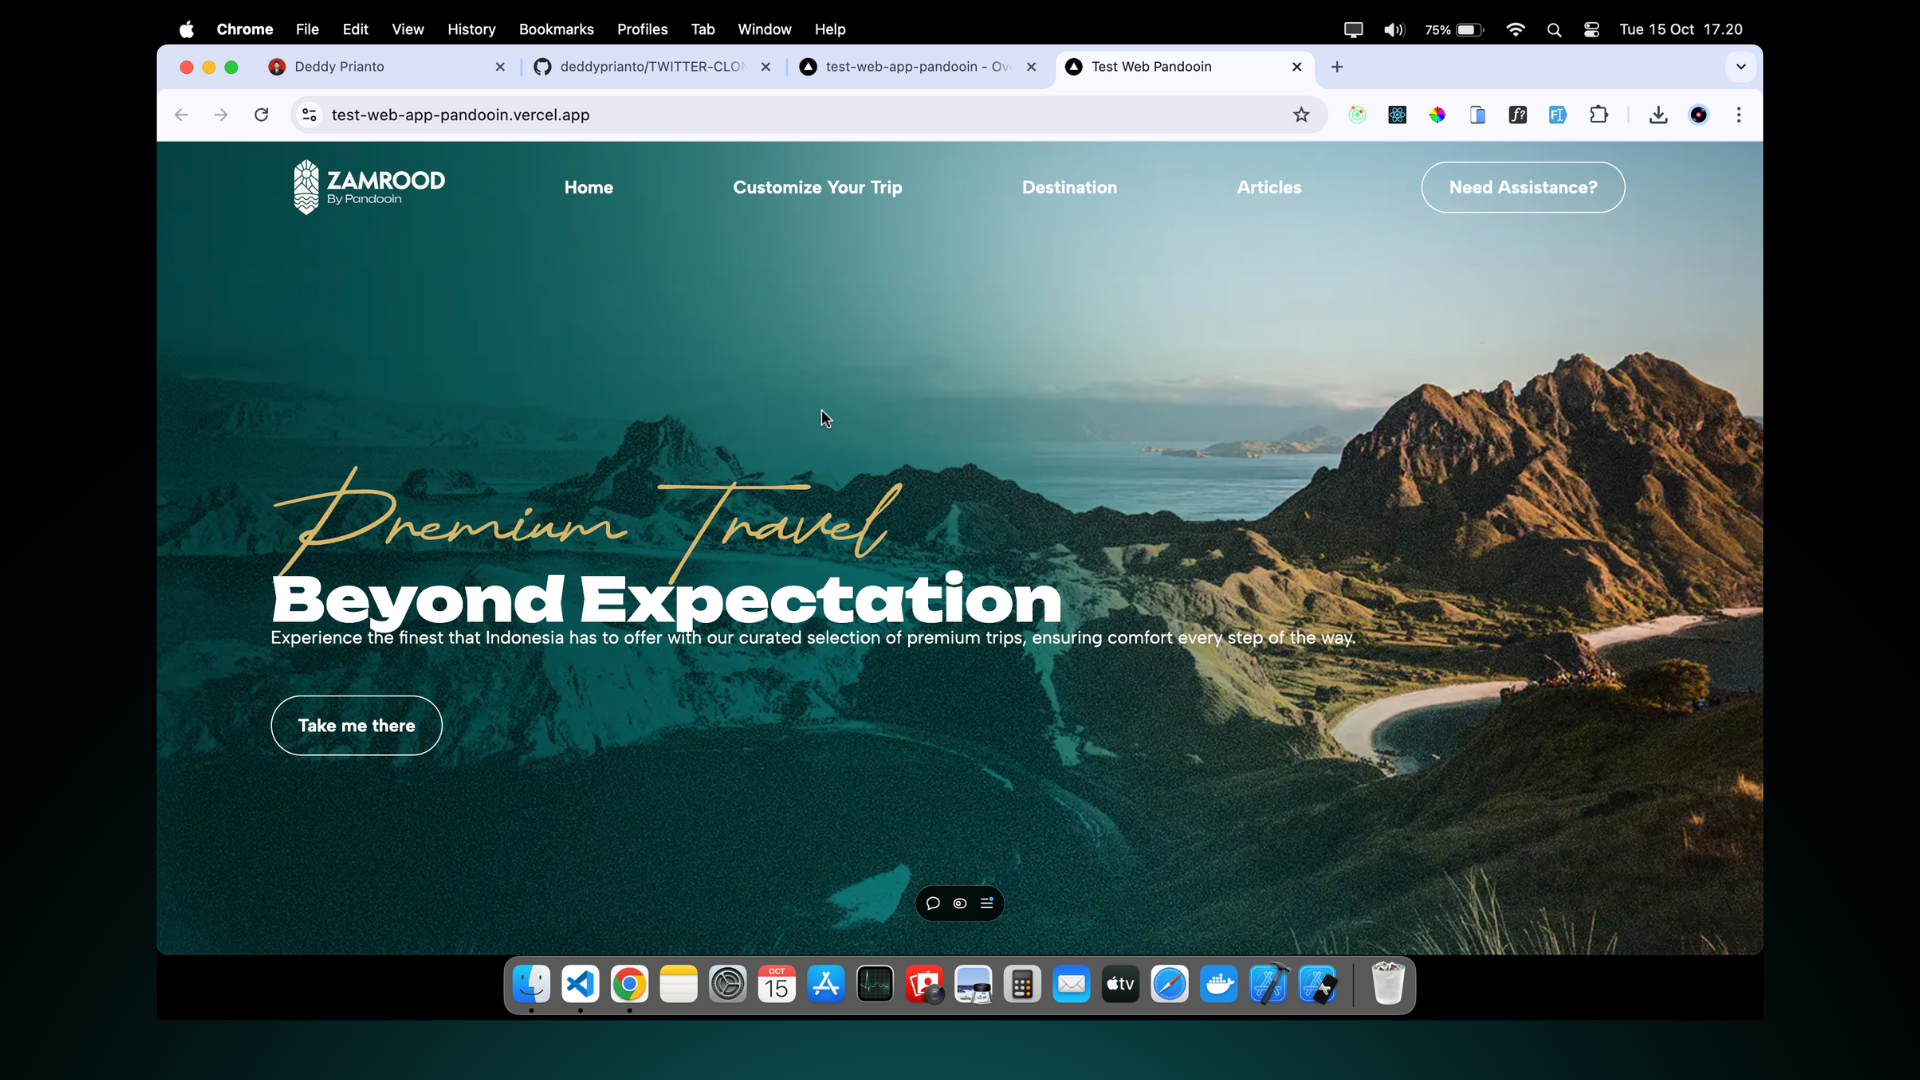 Chrome File Edit View History Bookmarks Profiles Tab Window Help 75% Tue 15 Oct 17.20
Deddy Prianto deddyprianto/TWITTER-CLO test-web-app-pandooin - Ov Test Web Pandooin
test-web-app-pandooin.vercel.app
f?
FI
ZAMROOD
By Pandooin
Home Customize Your Trip Destination Articles Need Assistance?
Premium Travel
Beyond Expectation
Experience the finest that Indonesia has to offer with our curated selection of premium trips, ensuring comfort every step of the way.
Take me there
OCT
15
tv